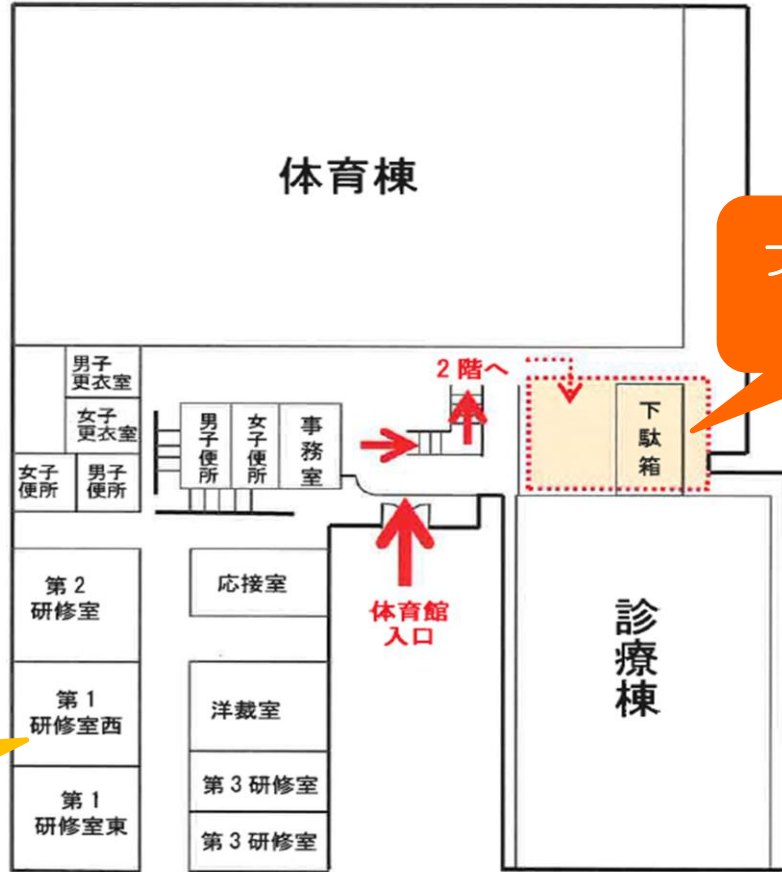 体育棟
男子
更衣室
女子
更衣室
女子
便所
男子
便所
男子便所
女子便所
事務室
2階へ
下駄箱
体育館
入口
第2
研修室
応接室
第1
研修室西
洋裁室
第1
研修室東
第3研修室
第3研修室
診療棟